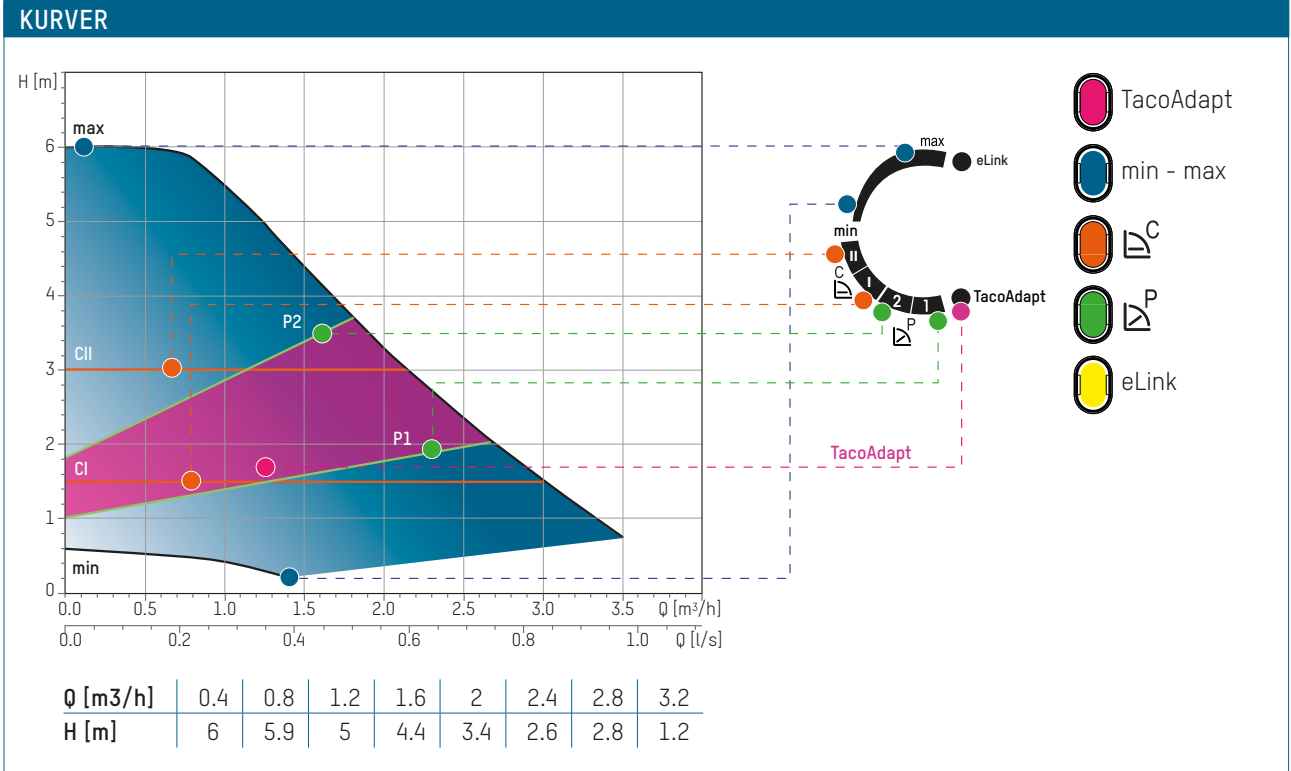 KURVER
H [m]
max
6
5
4
3
2
1
0
P2
CII
P1
CI
min
0.0 0.5 1.0 1.5 2.0 2.5 3.0 3.5 Q [m³/h]
0.0 0.2 0.4 0.6 0.8 1.0 Q [l/s]
max
eLink
min
II
I
2
1
C
P
TacoAdapt
TacoAdapt
TacoAdapt
min - max
C
P
eLink
Q [m3/h] 0.4 0.8 1.2 1.6 2 2.4 2.8 3.2
H [m] 6 5.9 5 4.4 3.4 2.6 2.8 1.2